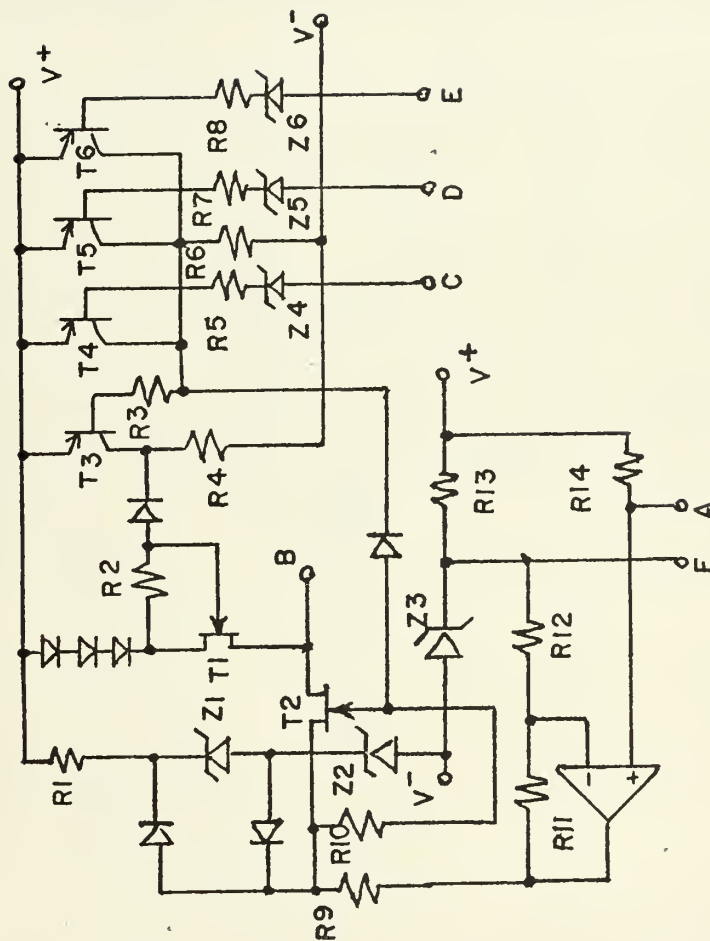 V+
V-
T6
R8
Z6
E
T5
R7
Z5
D
R6
T4
R5
Z4
C
T3
R3
R4
V+
R13
R14
A
R2
B
Z3
F
R12
T1
T2
Z1
Z2
V-
R1
R10
R11
R9
-
+